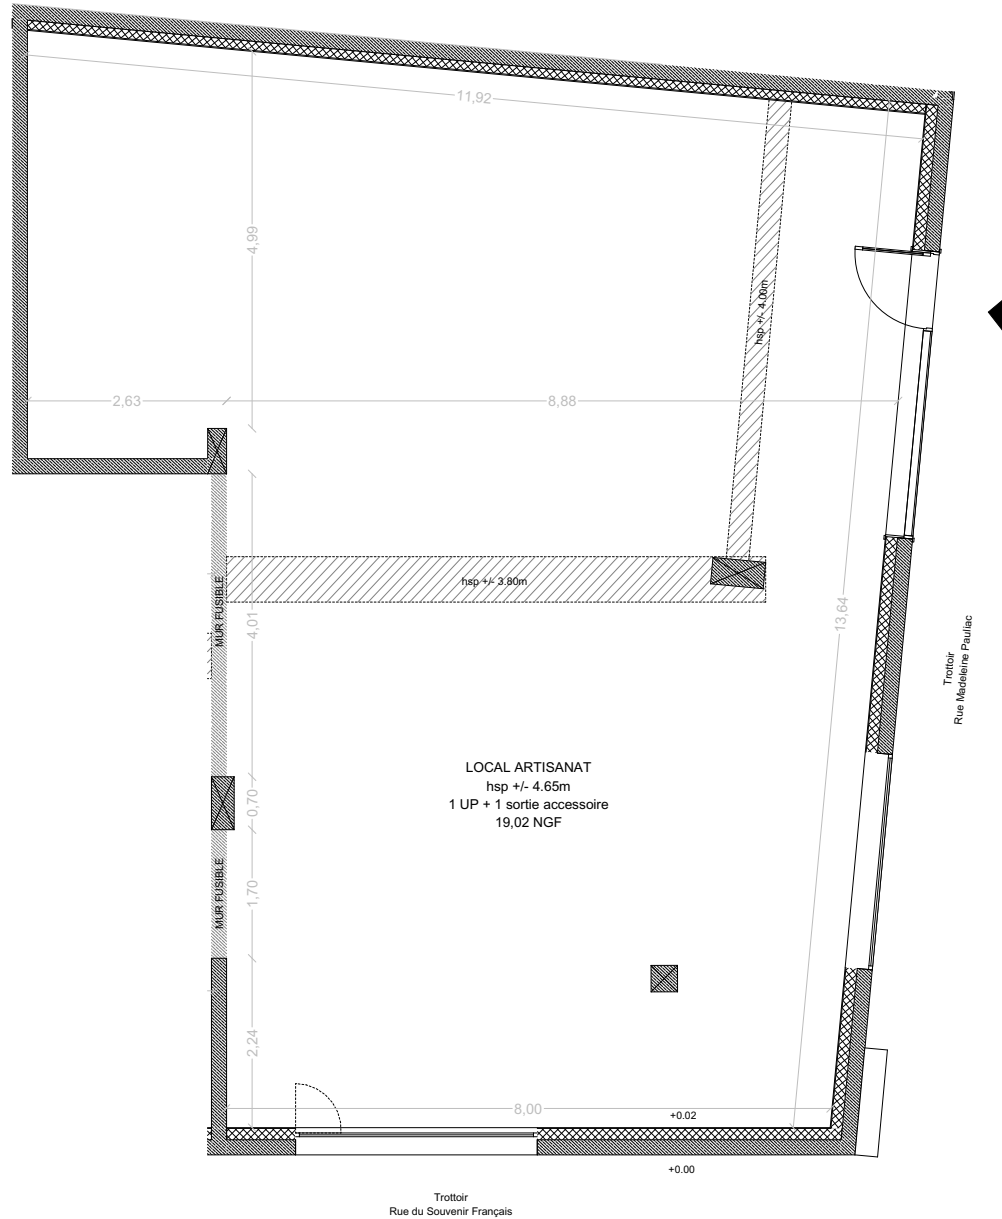 11,92
4,99
hsp +/- 4.00m
2,63
8,88
hsp +/- 3.80m
MUR FUSIBLE
4,01
13,64
Trottoir
Rue Madeleine Pauliac
LOCAL ARTISANAT
hsp +/- 4.65m
1 UP + 1 sortie accessoire
19,02 NGF
0,70
MUR FUSIBLE
1,70
2,24
8,00
+0.02
+0.00
Trottoir
Rue du Souvenir Français